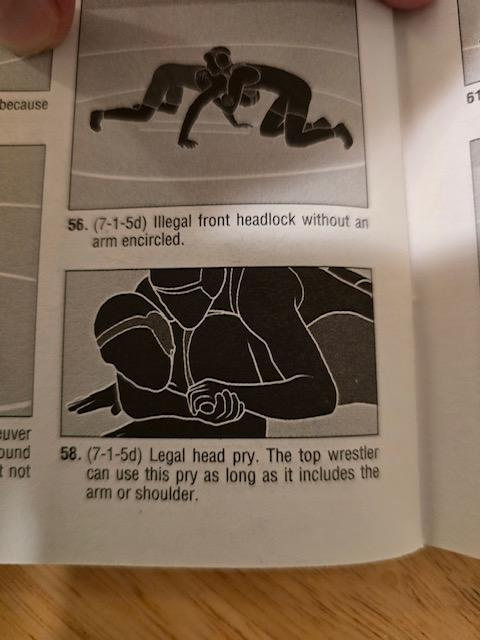 because
61
56. (7-1-5d) Illegal front headlock without an
arm encircled.
euver
ound
t not
58. (7-1-5d) Legal head pry. The top wrestler
can use this pry as long as it includes the
arm or shoulder.